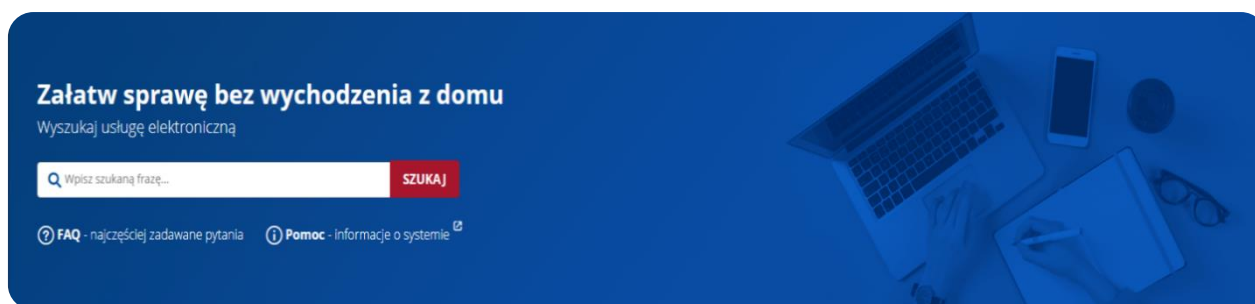 Załatw sprawę bez wychodzenia z domu
Wyszukaj usługę elektroniczną
Wpisz szukaną frazę... SZUKAJ
FAQ - najczęściej zadawane pytania Pomoc - informacje o systemie